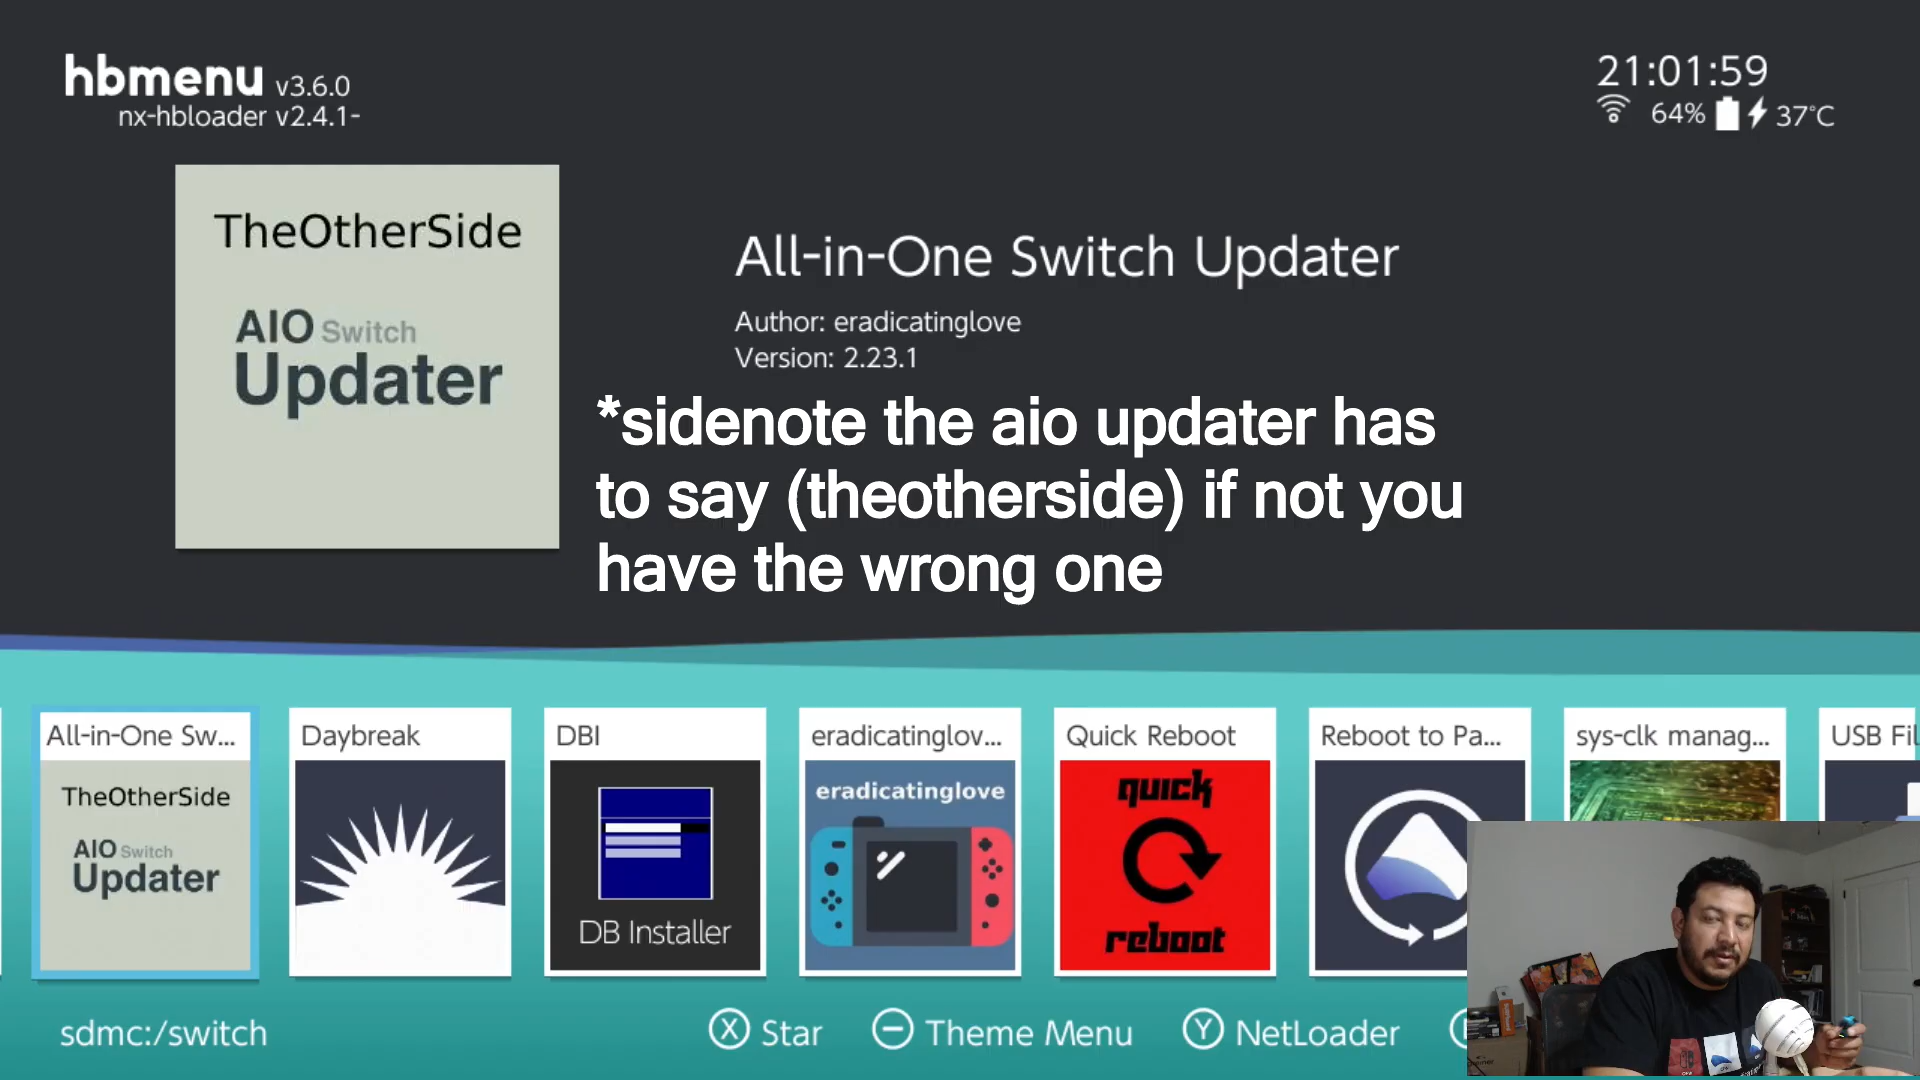 hbmenu v3.6.0
nx-hbloader v2.4.1-
21:01:59
64% 37°C
TheOtherSide
AIO Switch
Updater
All-in-One Switch Updater
Author: eradicatinglove
Version: 2.23.1
*sidenote the aio updater has
to say (theotherside) if not you
have the wrong one
All-in-One Sw...
TheOtherSide
AIO Switch
Updater
Daybreak
DBI
DB Installer
eradicatinglov...
eradicatinglove
Quick Reboot
quick
reboot
Reboot to Pa...
sys-clk manag...
USB Fil
sdmc:/switch
X Star
Theme Menu
Y NetLoader